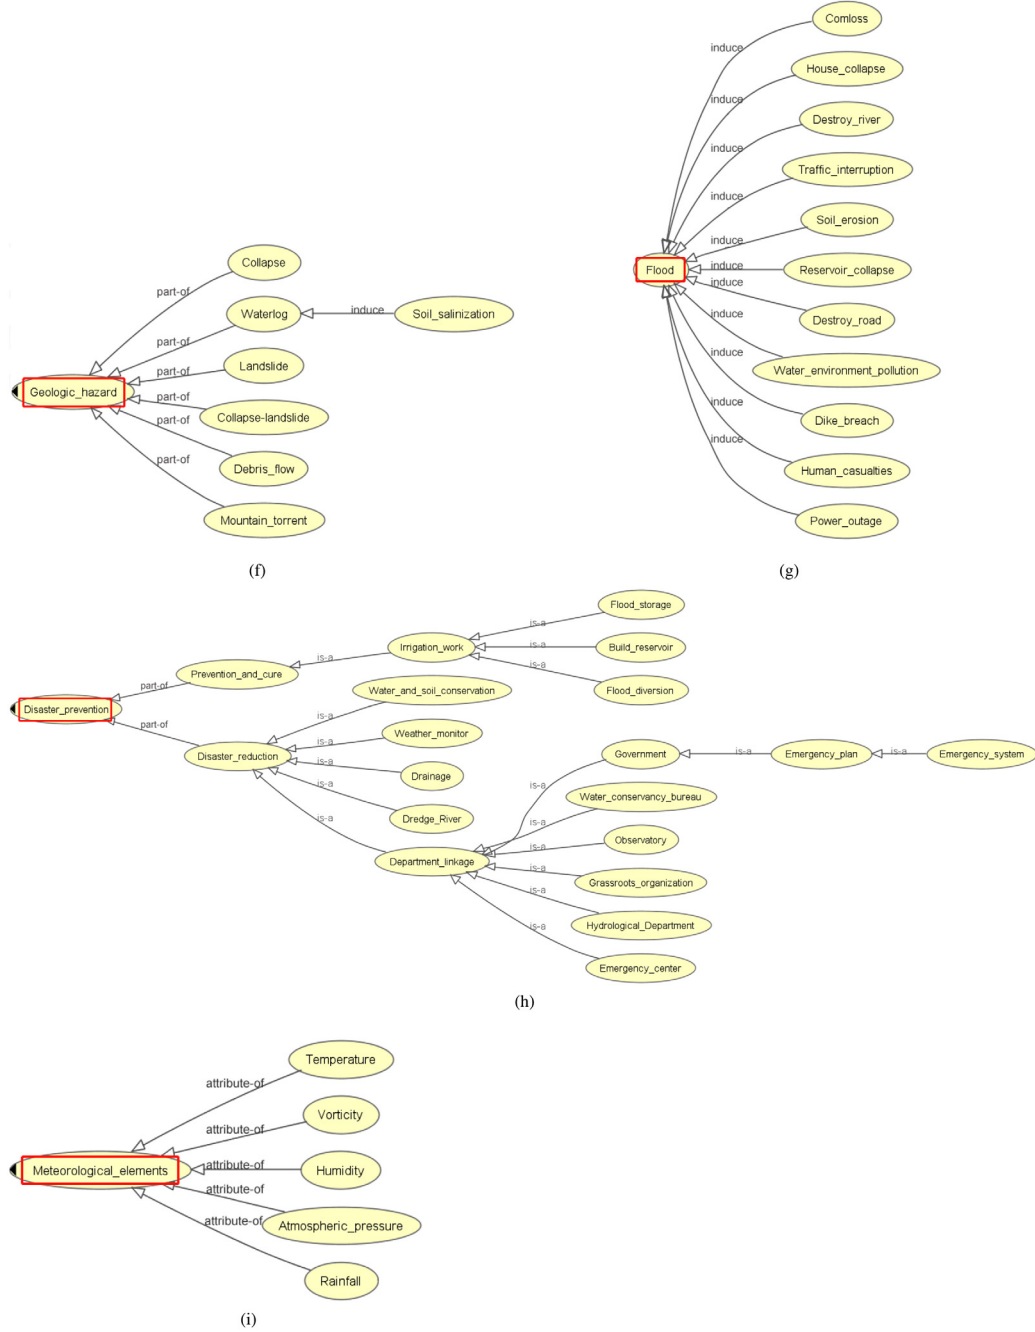 Comloss
induce
House_collapse
induce
Destroy_river
induce
Traffic_interruption
induce
Soil_erosion
induce
Flood
induce
Reservoir_collapse
induce
Destroy_road
induce
Water_environment_pollution
induce
Dike_breach
induce
Human_casualties
induce
Power_outage
Collapse
part-of
Waterlog
induce
Soil_salinization
part-of
Landslide
part-of
Geologic_hazard
part-of
Collapse-landslide
part-of
Debris_flow
part-of
Mountain_torrent
(f)
(g)
Flood_storage
is-a
Irrigation_work
is-a
Build_reservoir
is-a
Prevention_and_cure
is-a
Flood_diversion
part-of
Water_and_soil_conservation
Disaster_prevention
is-a
part-of
Weather_monitor
is-a
Disaster_reduction
is-a
Drainage
is-a
Dredge_River
is-a
Government
is-a
Emergency_plan
is-a
Emergency_system
is-a
Water_conservancy_bureau
is-a
Observatory
is-a
Department_linkage
is-a
Grassroots_organization
is-a
Hydrological_Department
is-a
Emergency_center
(h)
Temperature
attribute-of
Vorticity
attribute-of
Meteorological_elements
attribute-of
Humidity
attribute-of
Atmospheric_pressure
attribute-of
Rainfall
(i)